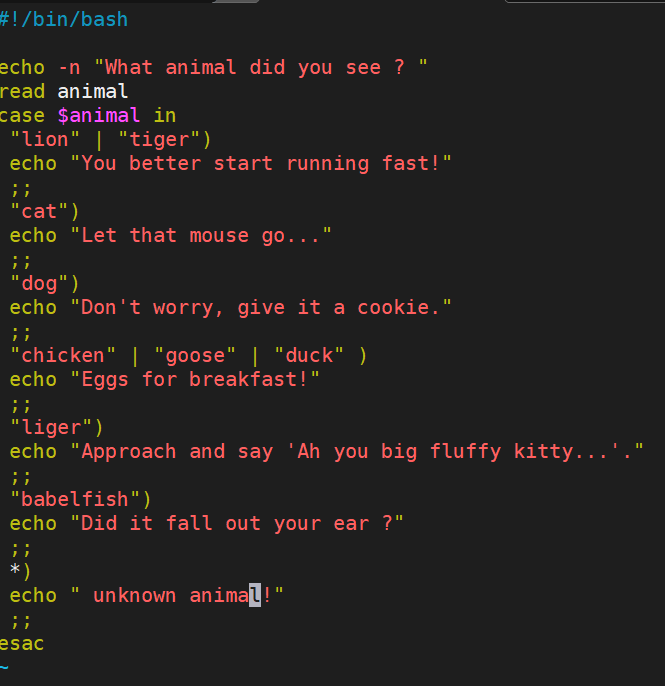 #!/bin/bash

echo -n "What animal did you see ? "
read animal
case $animal in
 "lion" | "tiger")
 echo "You better start running fast!"
 ;;
 "cat")
 echo "Let that mouse go..."
 ;;
 "dog")
 echo "Don't worry, give it a cookie."
 ;;
 "chicken" | "goose" | "duck" )
 echo "Eggs for breakfast!"
 ;;
 "liger")
 echo "Approach and say 'Ah you big fluffy kitty...'."
 ;;
 "babelfish")
 echo "Did it fall out your ear ?"
 ;;
 *)
 echo " unknown animal!"
 ;;
esac
~